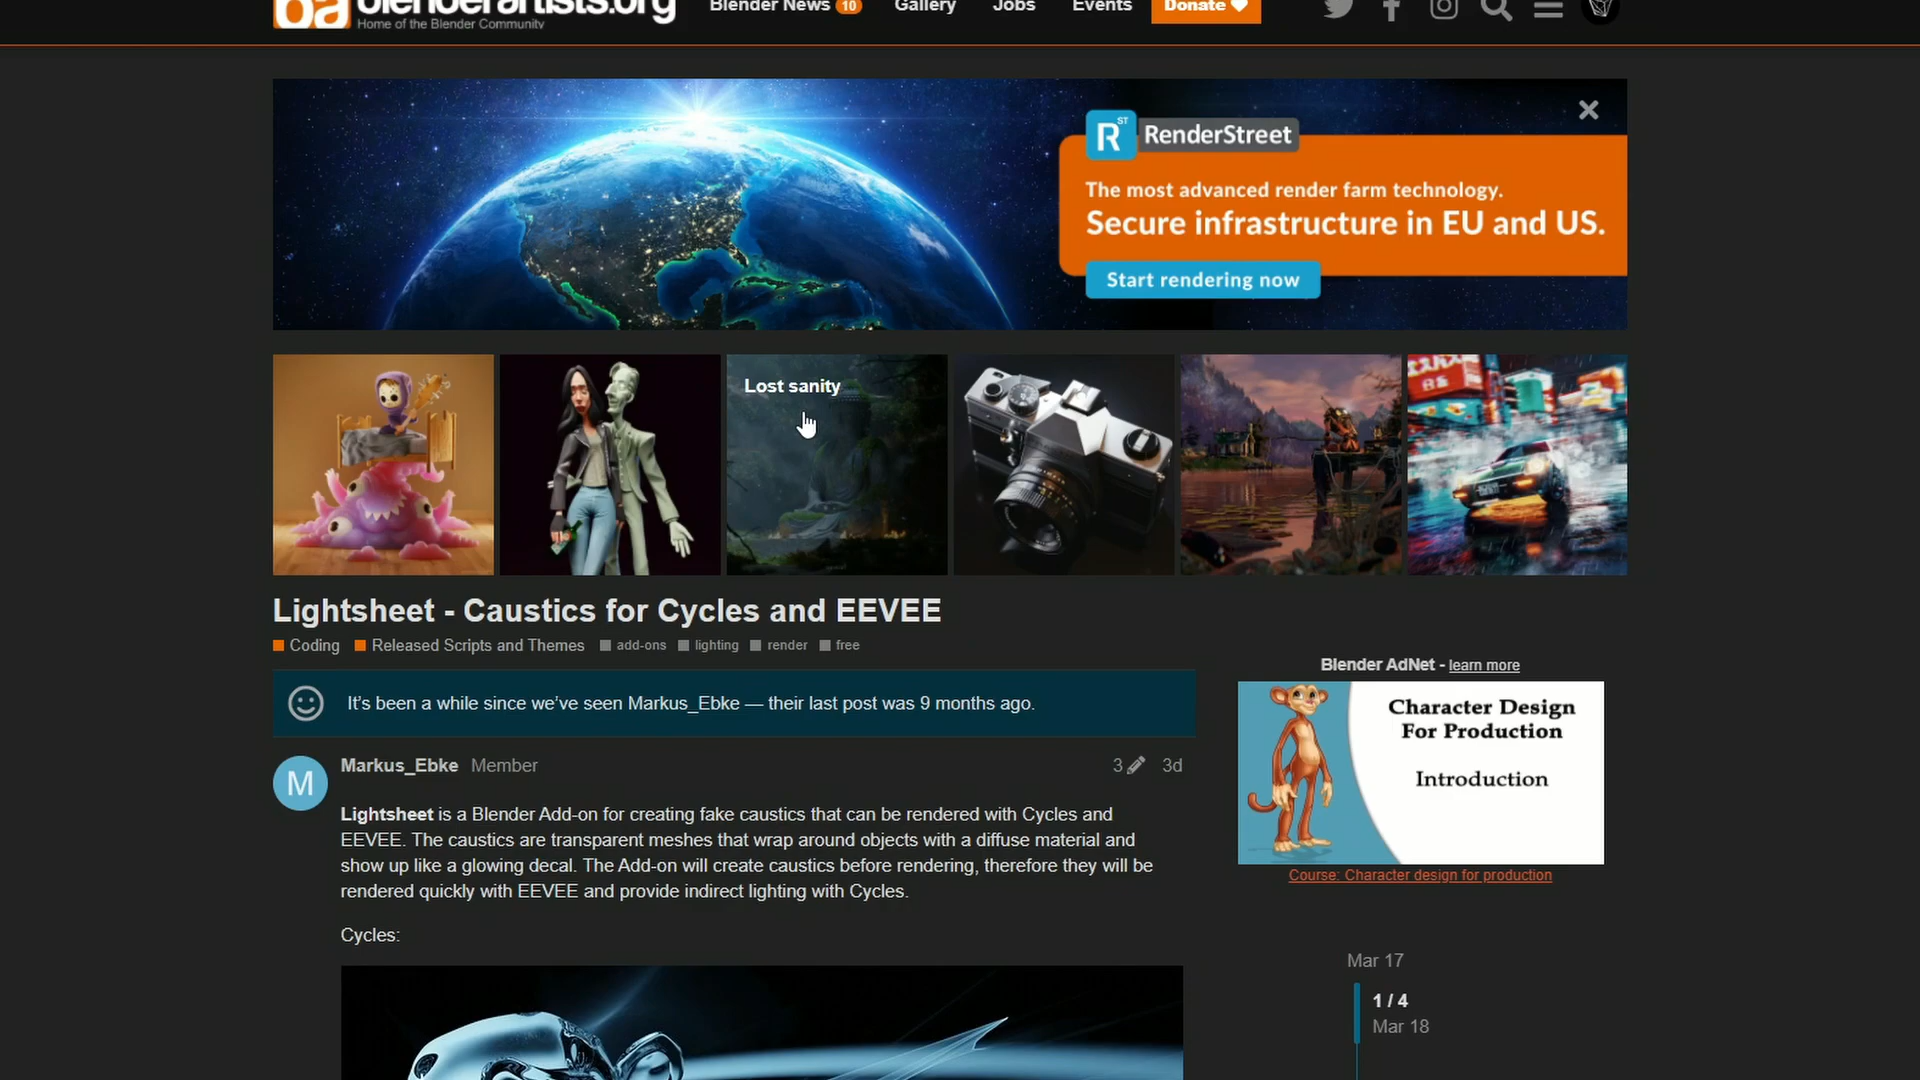 blenderartists.org
Home of the Blender Community
Blender News 10 Gallery Jobs Events Donate
RST RenderStreet
The most advanced render farm technology.
Secure infrastructure in EU and US.
Start rendering now
Lost sanity
Lightsheet - Caustics for Cycles and EEVEE
Coding Released Scripts and Themes add-ons lighting render free
It's been a while since we've seen Markus_Ebke — their last post was 9 months ago.
M Markus_Ebke Member 3 3d
Lightsheet is a Blender Add-on for creating fake caustics that can be rendered with Cycles and
EEVEE. The caustics are transparent meshes that wrap around objects with a diffuse material and
show up like a glowing decal. The Add-on will create caustics before rendering, therefore they will be
rendered quickly with EEVEE and provide indirect lighting with Cycles.
Cycles:
Blender AdNet - learn more
Character Design
For Production
Introduction
Course: Character design for production
Mar 17
1 / 4
Mar 18